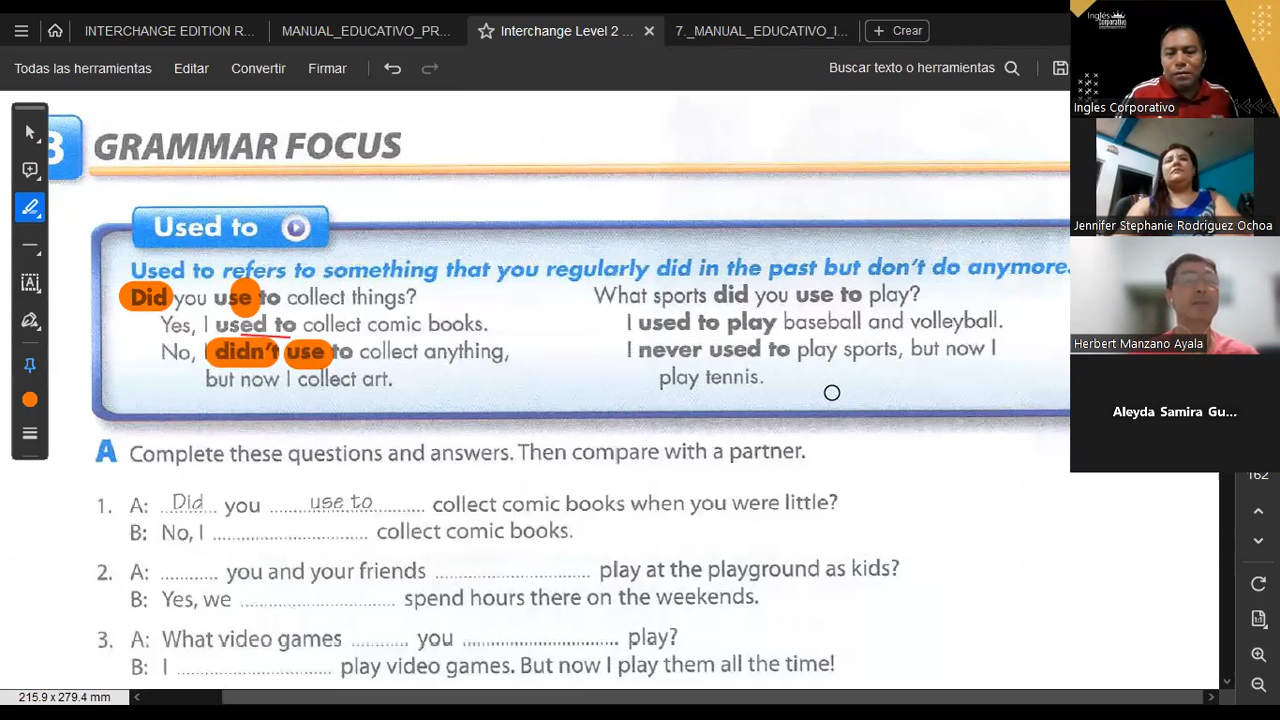 INTERCHANGE EDITION R...
MANUAL_EDUCATIVO_PR...
Interchange Level 2 ...
7._MANUAL_EDUCATIVO_I...
+ Crear
Todas las herramientas
Editar
Convertir
Firmar
Buscar texto o herramientas
3 GRAMMAR FOCUS
Used to
Used to refers to something that you regularly did in the past but don't do anymore.
Did you use to collect things?
Yes, I used to collect comic books.
No, I didn't use to collect anything,
but now I collect art.
What sports did you use to play?
I used to play baseball and volleyball.
I never used to play sports, but now I
play tennis.
A Complete these questions and answers. Then compare with a partner.
1. A: Did you use to collect comic books when you were little?
B: No, I ........................ collect comic books.
2. A: .......... you and your friends ........................ play at the playground as kids?
B: Yes, we ........................ spend hours there on the weekends.
3. A: What video games .......... you ........................ play?
B: I ........................ play video games. But now I play them all the time!
215.9 x 279.4 mm
162
Inglés
Corporativo
Ingles Corporativo
Jennifer Stephanie Rodriguez Ochoa
Herbert Manzano Ayala
Aleyda Samira Gu...